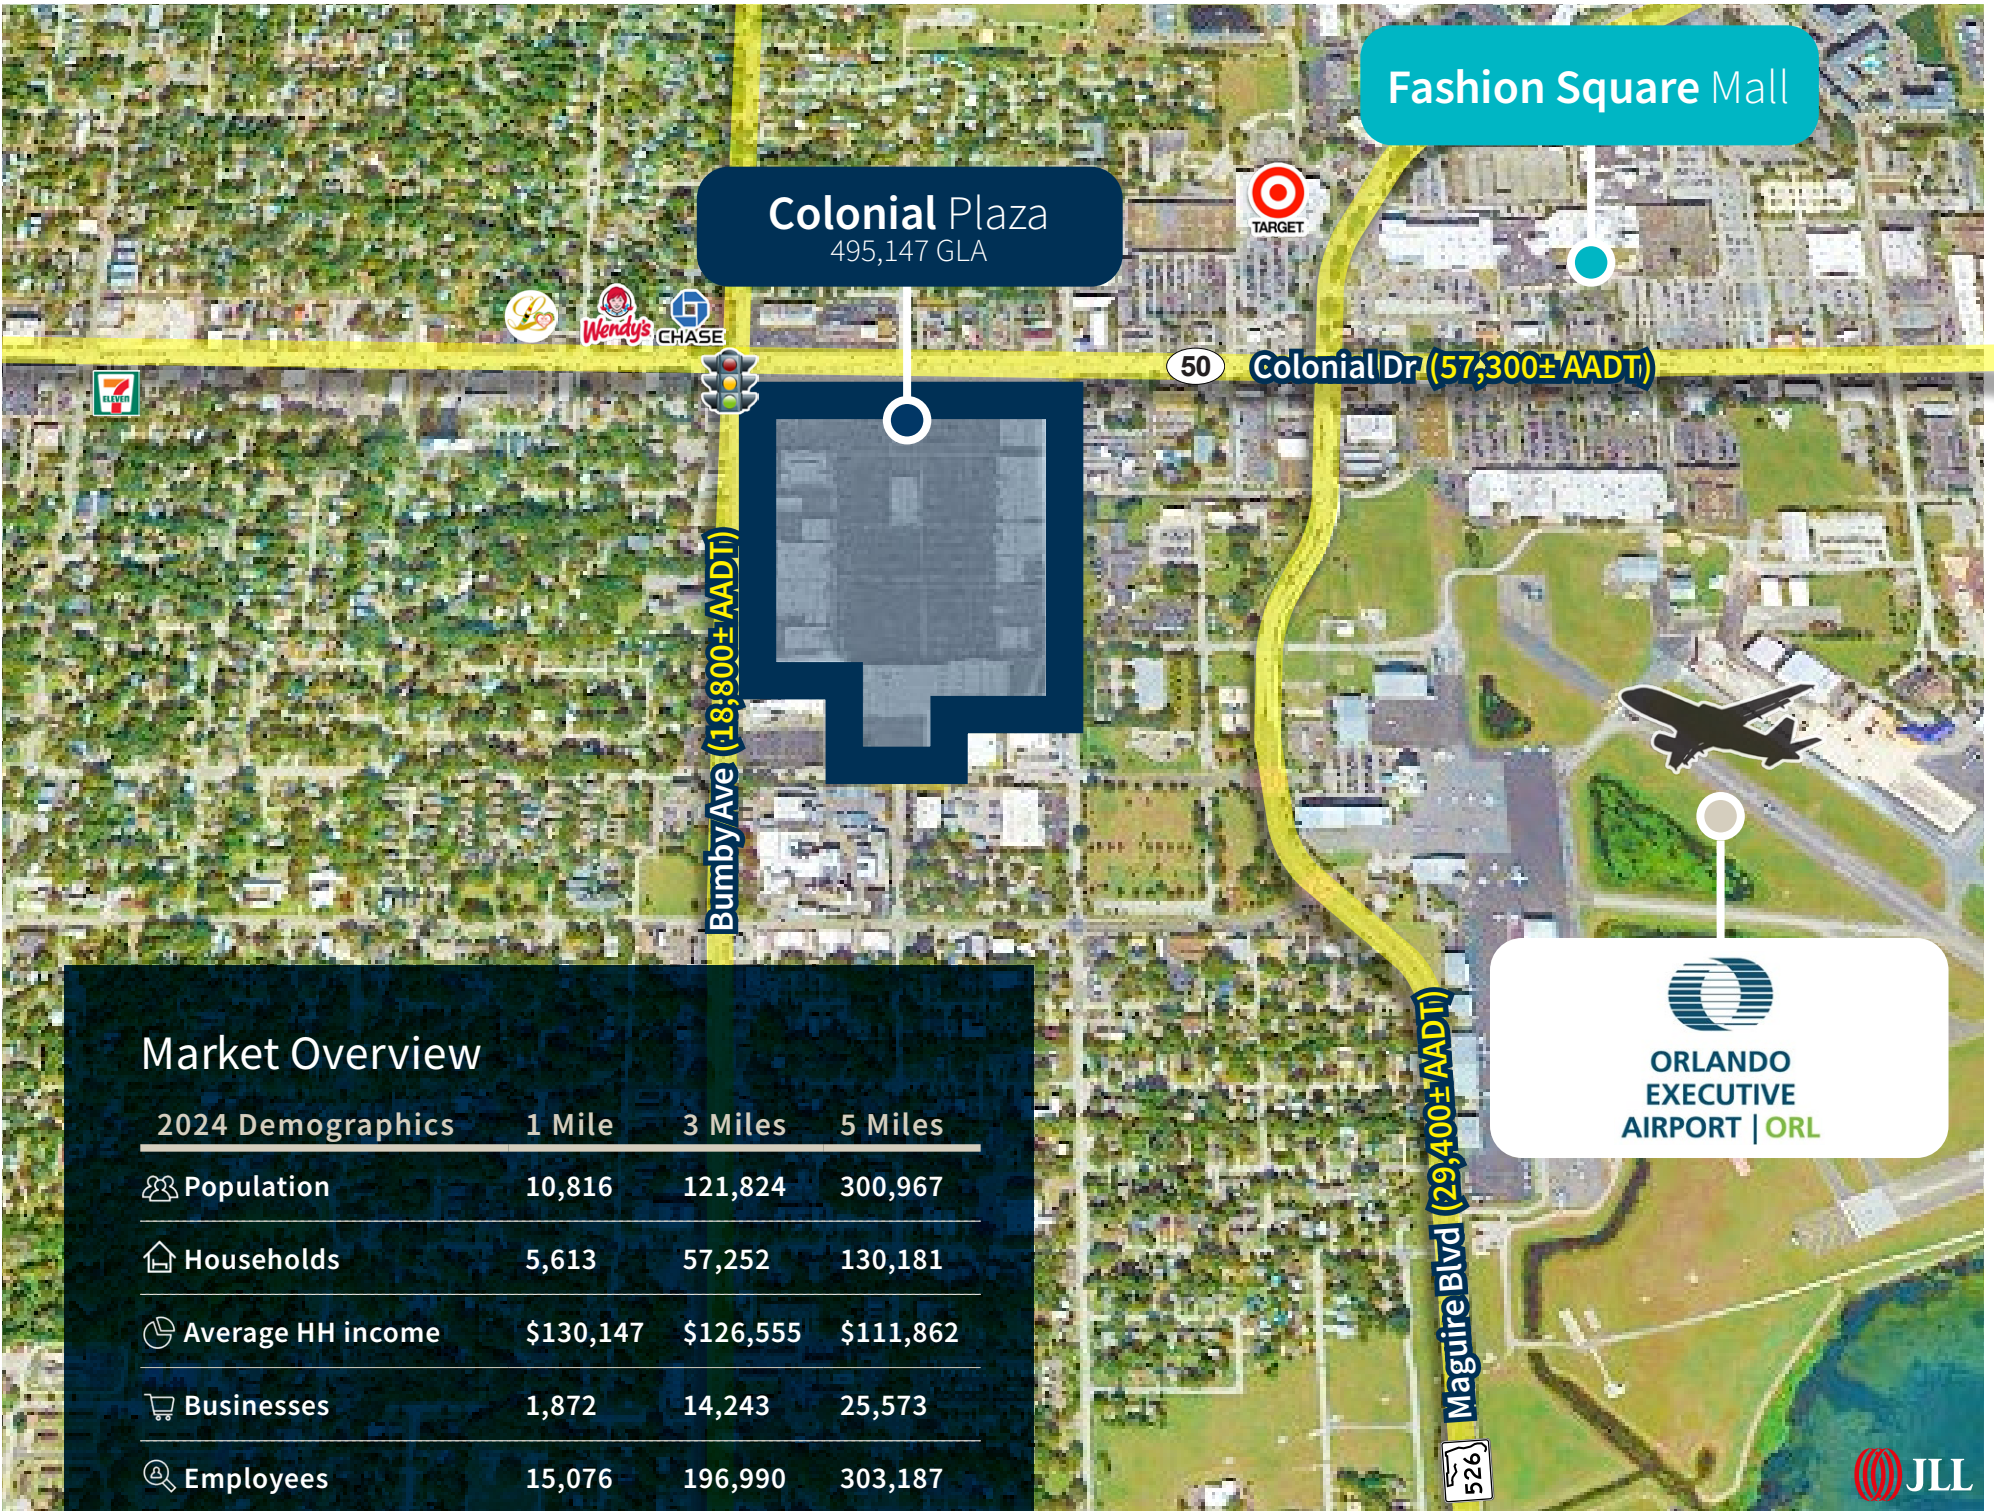 Fashion Square Mall
TARGET
Colonial Plaza
495,147 GLA
Wendy's
CHASE
7
ELEVEN
50
Colonial Dr (57,300± AADT)
Bumby Ave (18,800± AADT)
ORLANDO
EXECUTIVE
AIRPORT | ORL
Maguire Blvd (29,400± AADT)
526
Market Overview
2024 Demographics 1 Mile 3 Miles 5 Miles
Population 10,816 121,824 300,967
Households 5,613 57,252 130,181
Average HH income $130,147 $126,555 $111,862
Businesses 1,872 14,243 25,573
Employees 15,076 196,990 303,187
JLL